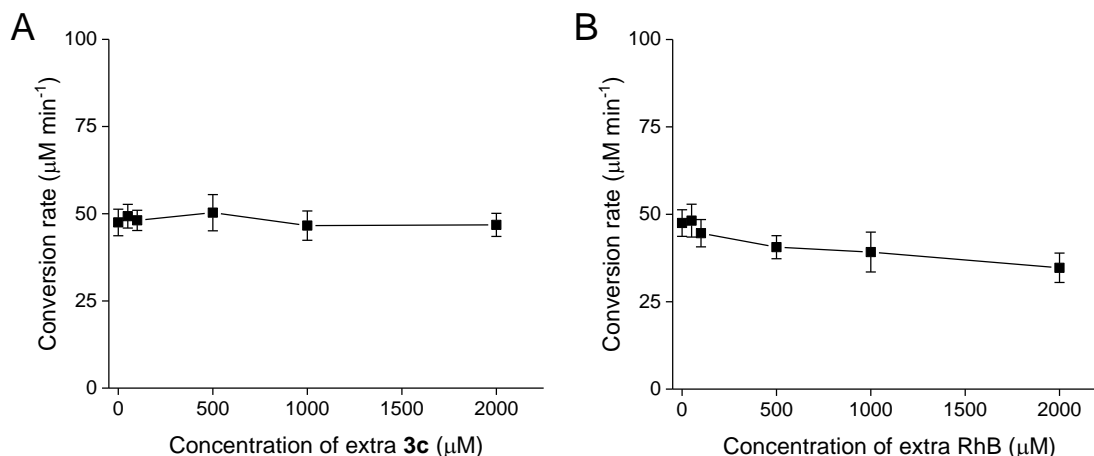 A
Conversion rate (μM min⁻¹)
100
75
50
25
0
0 500 1000 1500 2000
Concentration of extra 3c (μM)
B
Conversion rate (μM min⁻¹)
100
75
50
25
0
0 500 1000 1500 2000
Concentration of extra RhB (μM)